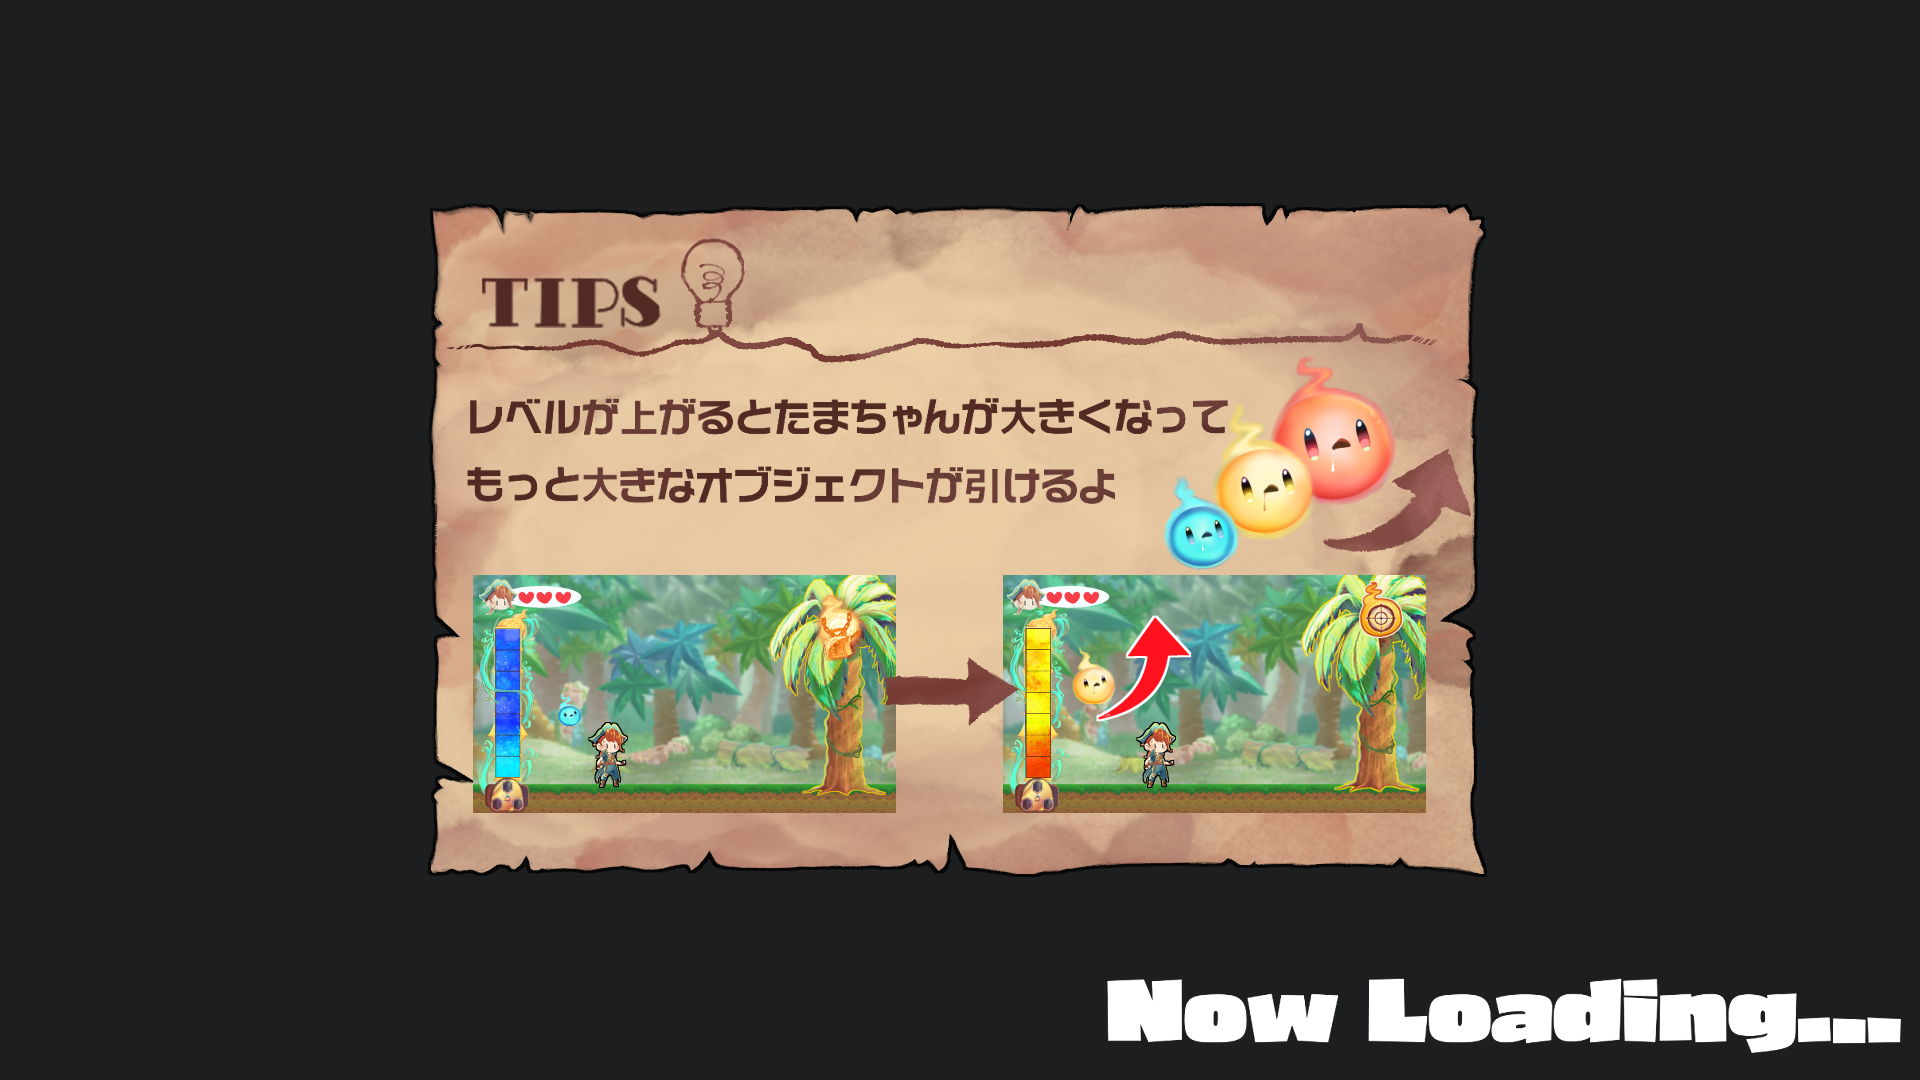 TIPS
レベルが上がるとたまちゃんが大きくなって
もっと大きなオブジェクトが引けるよ
Now Loading...